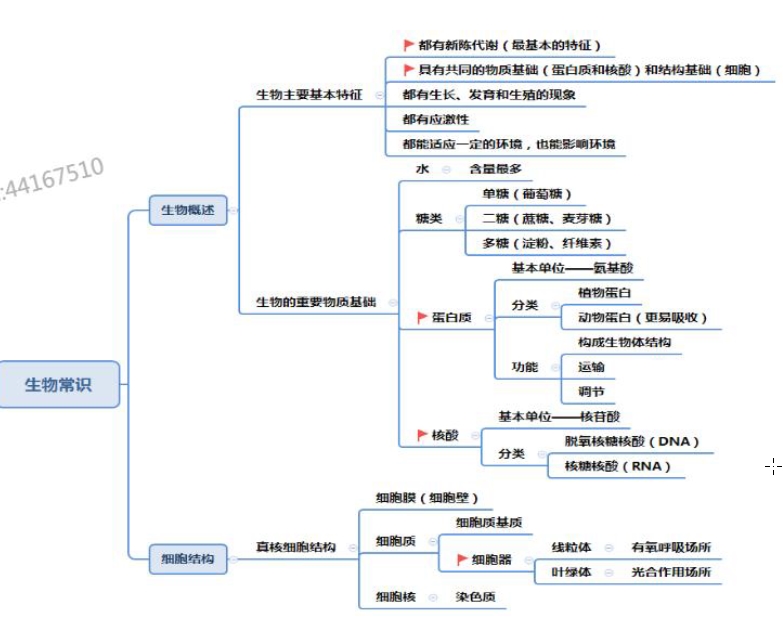 都有新陈代谢（最基本的特征）
具有共同的物质基础（蛋白质和核酸）和结构基础（细胞）
生物主要基本特征
都有生长、发育和生殖的现象
都有应激性
都能适应一定的环境，也能影响环境
:44167510
水
含量最多
生物概述
单糖（葡萄糖）
糖类
二糖（蔗糖、麦芽糖）
多糖（淀粉、纤维素）
基本单位——氨基酸
生物的重要物质基础
分类
植物蛋白
蛋白质
动物蛋白（更易吸收）
构成生物体结构
功能
运输
生物常识
调节
基本单位——核苷酸
核酸
脱氧核糖核酸（DNA）
分类
核糖核酸（RNA）
细胞膜（细胞壁）
细胞质基质
细胞质
真核细胞结构
线粒体
有氧呼吸场所
细胞结构
细胞器
叶绿体
光合作用场所
细胞核
染色质